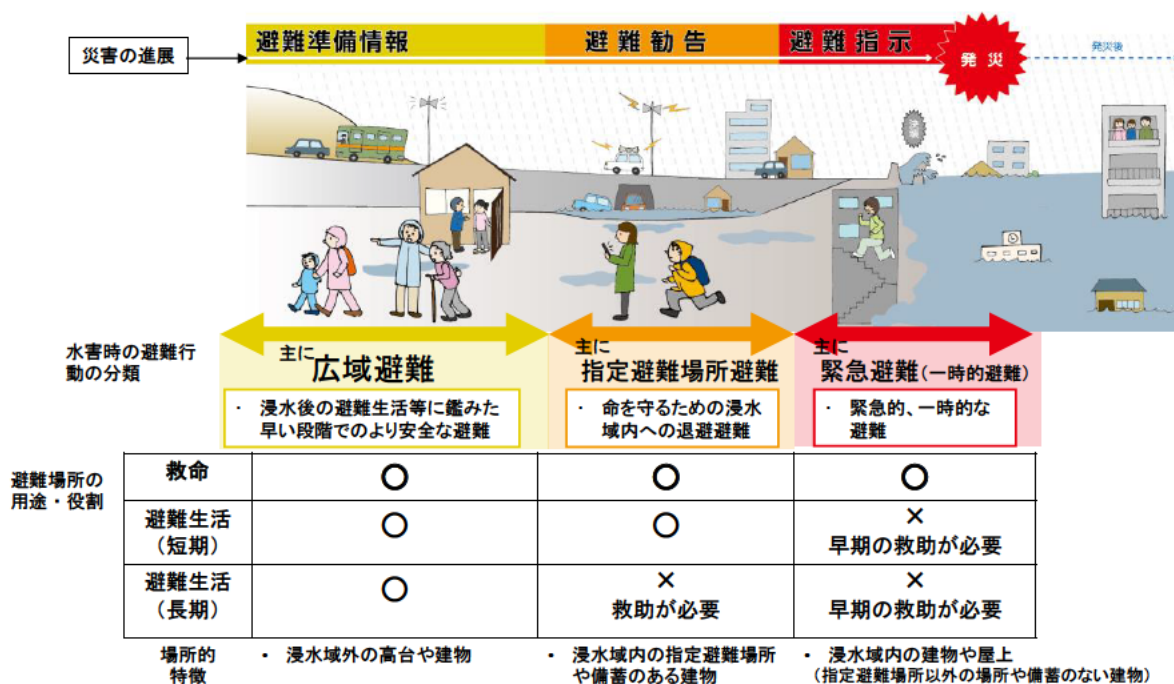 避難準備情報
避難勧告
避難指示
災害の進展
発災
発災後
水害時の避難行
動の分類
主に
広域避難
・ 浸水後の避難生活等に鑑みた
早い段階でのより安全な避難
主に
指定避難場所避難
・ 命を守るための浸水
域内への退避避難
主に
緊急避難(一時的避難)
・ 緊急的、一時的な
避難
避難場所の
用途・役割
救命
○
○
○
避難生活
(短期)
○
○
×
早期の救助が必要
避難生活
(長期)
○
×
救助が必要
×
早期の救助が必要
場所的
特徴
・ 浸水域外の高台や建物
・ 浸水域内の指定避難場所
や備蓄のある建物
・ 浸水域内の建物や屋上
(指定避難場所以外の場所や備蓄のない建物)